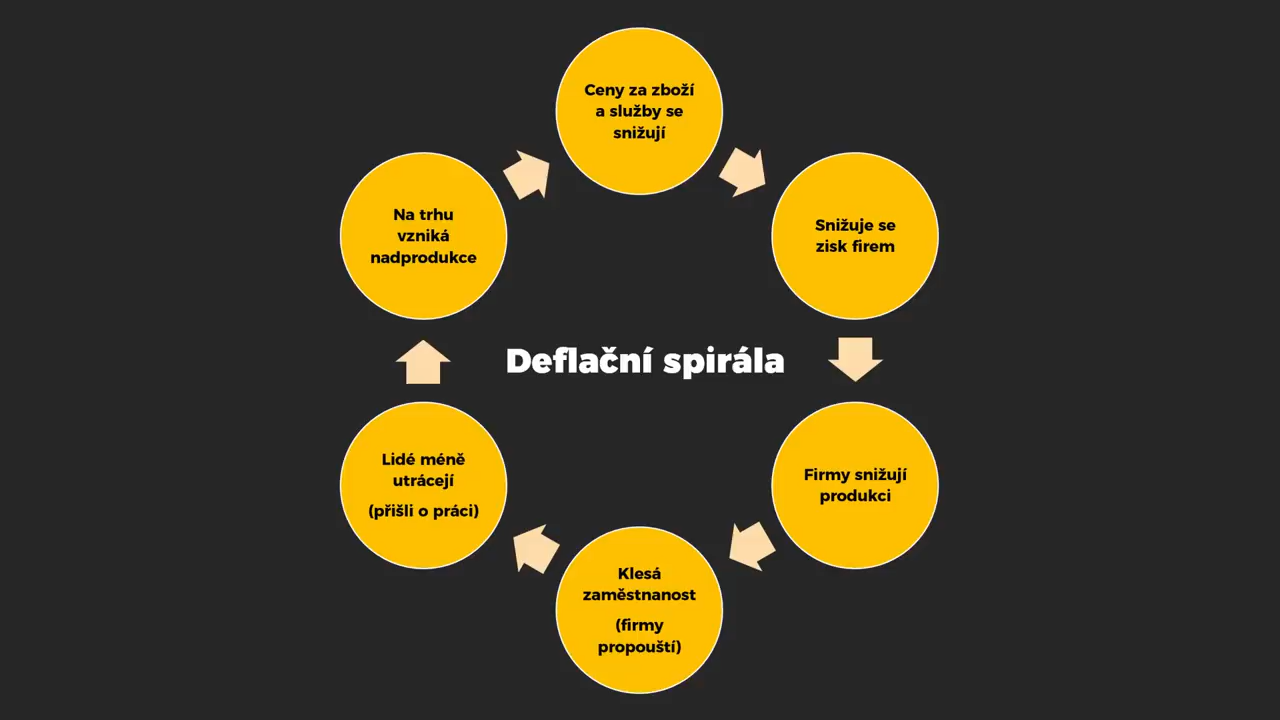 Ceny za zboží
a služby se
snižují
Snižuje se
zisk firem
Firmy snižují
produkci
Klesá
zaměstnanost
(firmy
propouští)
Lidé méně
utrácejí
(přišli o práci)
Na trhu
vzniká
nadprodukce
Deflační spirála